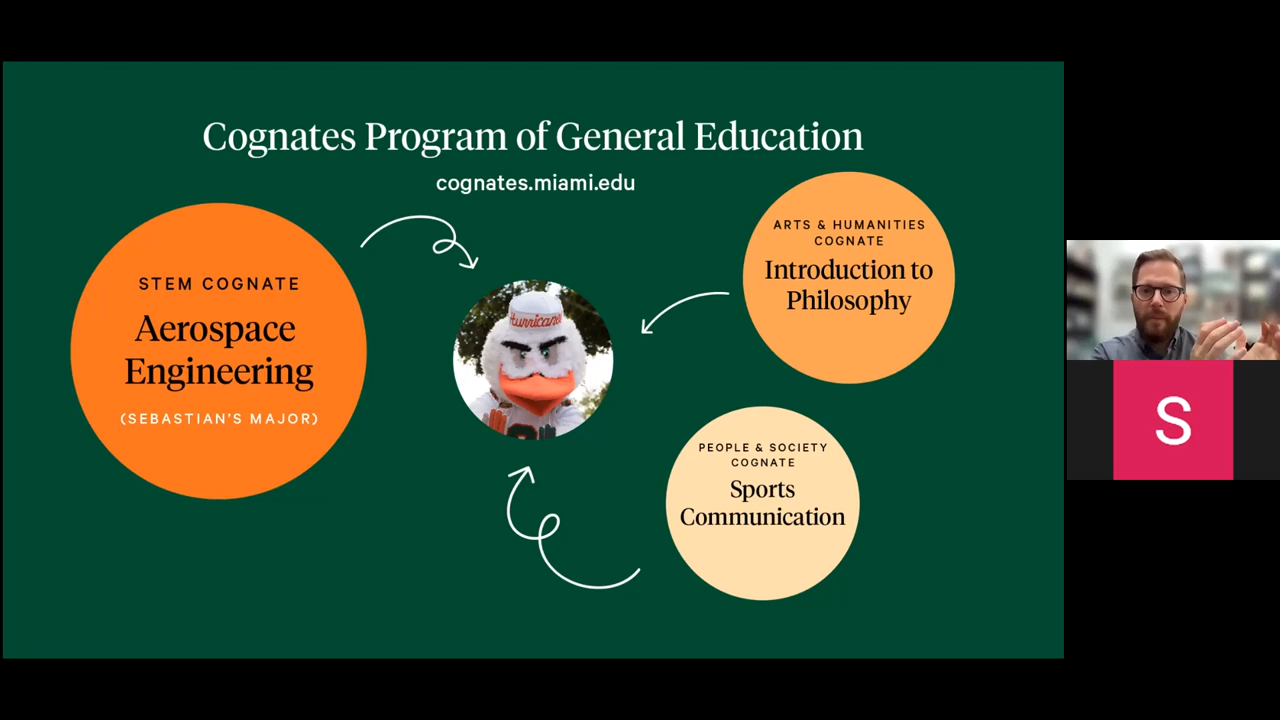 Cognates Program of General Education
cognates.miami.edu
STEM COGNATE
Aerospace
Engineering
(SEBASTIAN'S MAJOR)
Hurricanes
ARTS & HUMANITIES
COGNATE
Introduction to
Philosophy
PEOPLE & SOCIETY
COGNATE
Sports
Communication
S